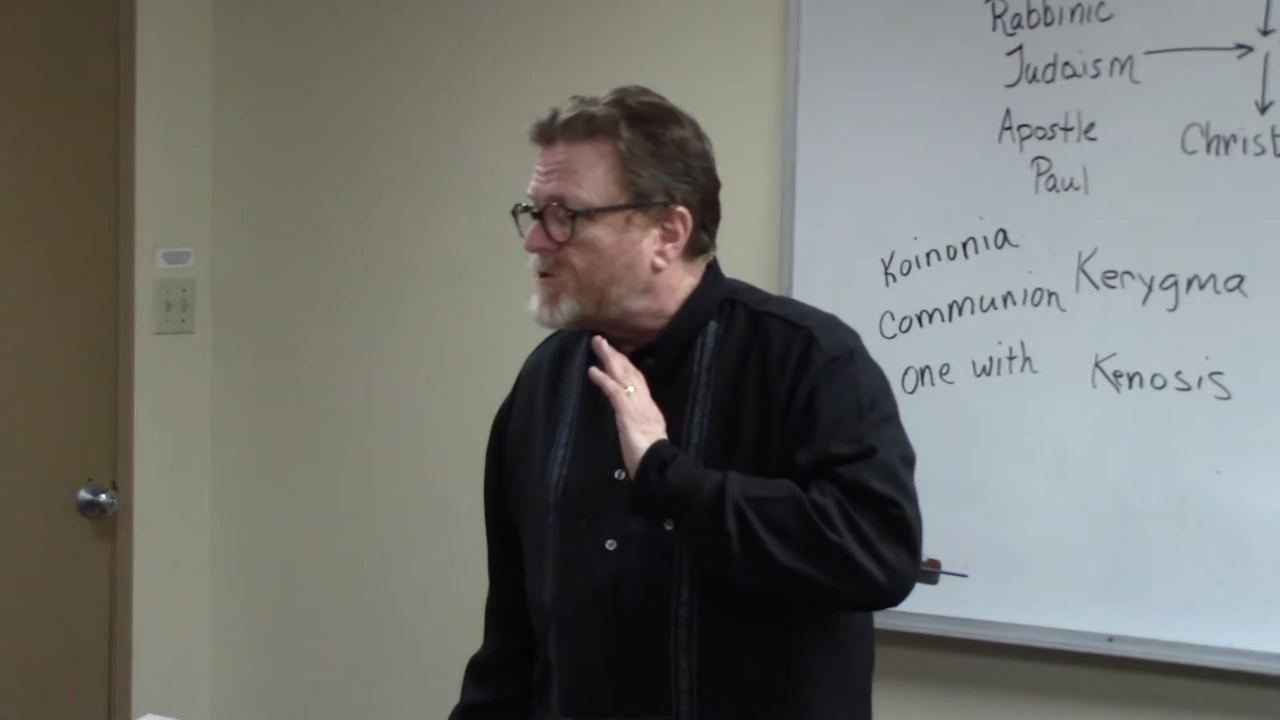 Rabbinic
Judaism
Apostle
Paul
Christ
Koinonia
communion
one with
Kerygma
Kenosis